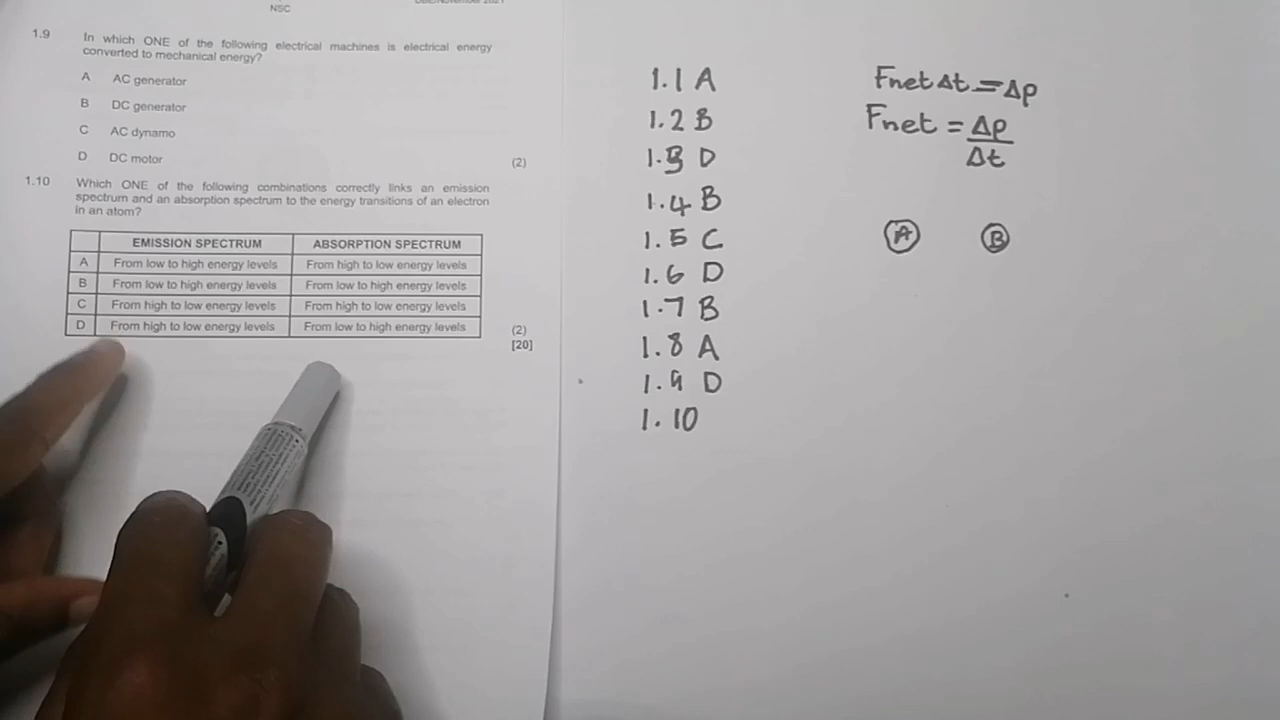 NSC
1.9 In which ONE of the following electrical machines is electrical energy
converted to mechanical energy?
A AC generator
B DC generator
C AC dynamo
D DC motor
(2)
1.10 Which ONE of the following combinations correctly links an emission
spectrum and an absorption spectrum to the energy transitions of an electron
in an atom?
EMISSION SPECTRUM ABSORPTION SPECTRUM
A From low to high energy levels From high to low energy levels
B From low to high energy levels From low to high energy levels
C From high to low energy levels From high to low energy levels
D From high to low energy levels From low to high energy levels
(2)
[20]
1.1 A
1.2 B
1.3 D
1.4 B
1.5 C
1.6 D
1.7 B
1.8 A
1.9 D
1.10
Fnet Δt = Δp
Fnet = Δp
Δt
A B